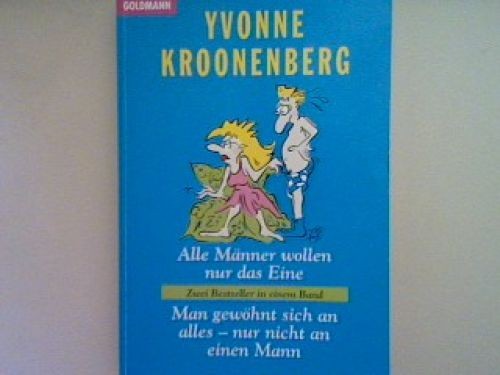 GOLDMANN
YVONNE
KROONENBERG
Alle Männer wollen
nur das Eine
Zwei Bestseller in einem Band
Man gewöhnt sich an
alles – nur nicht an
einen Mann